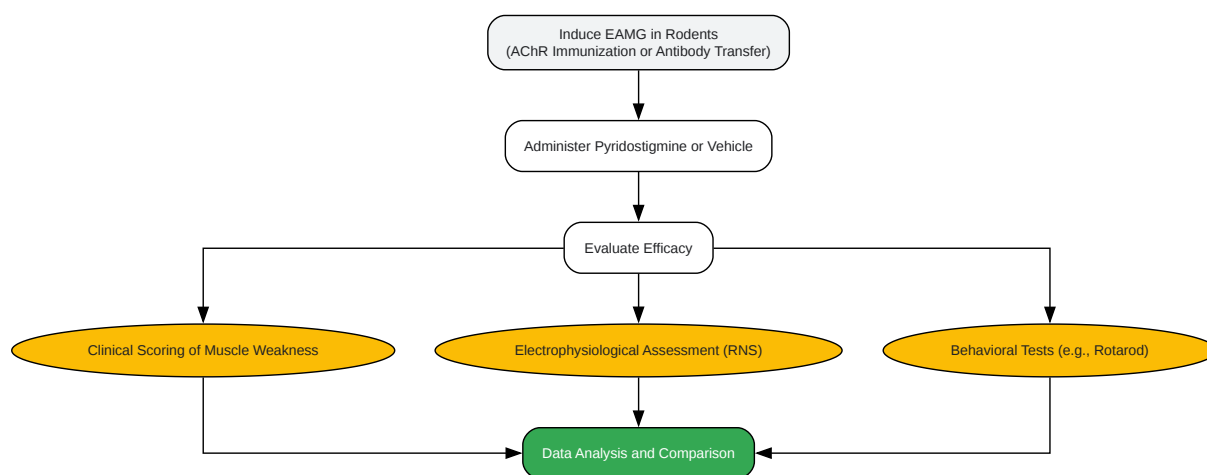 Induce EAMG in Rodents
(AChR Immunization or Antibody Transfer)
Administer Pyridostigmine or Vehicle
Evaluate Efficacy
Clinical Scoring of Muscle Weakness
Electrophysiological Assessment (RNS)
Behavioral Tests (e.g., Rotarod)
Data Analysis and Comparison